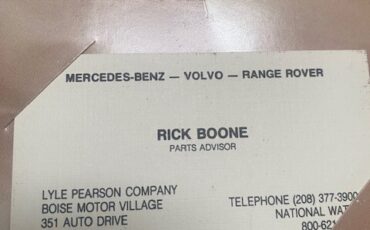 MERCEDES-BENZ — VOLVO — RANGE ROVER
RICK BOONE
PARTS ADVISOR
LYLE PEARSON COMPANY
BOISE MOTOR VILLAGE
351 AUTO DRIVE
TELEPHONE (208) 377-3900
NATIONAL